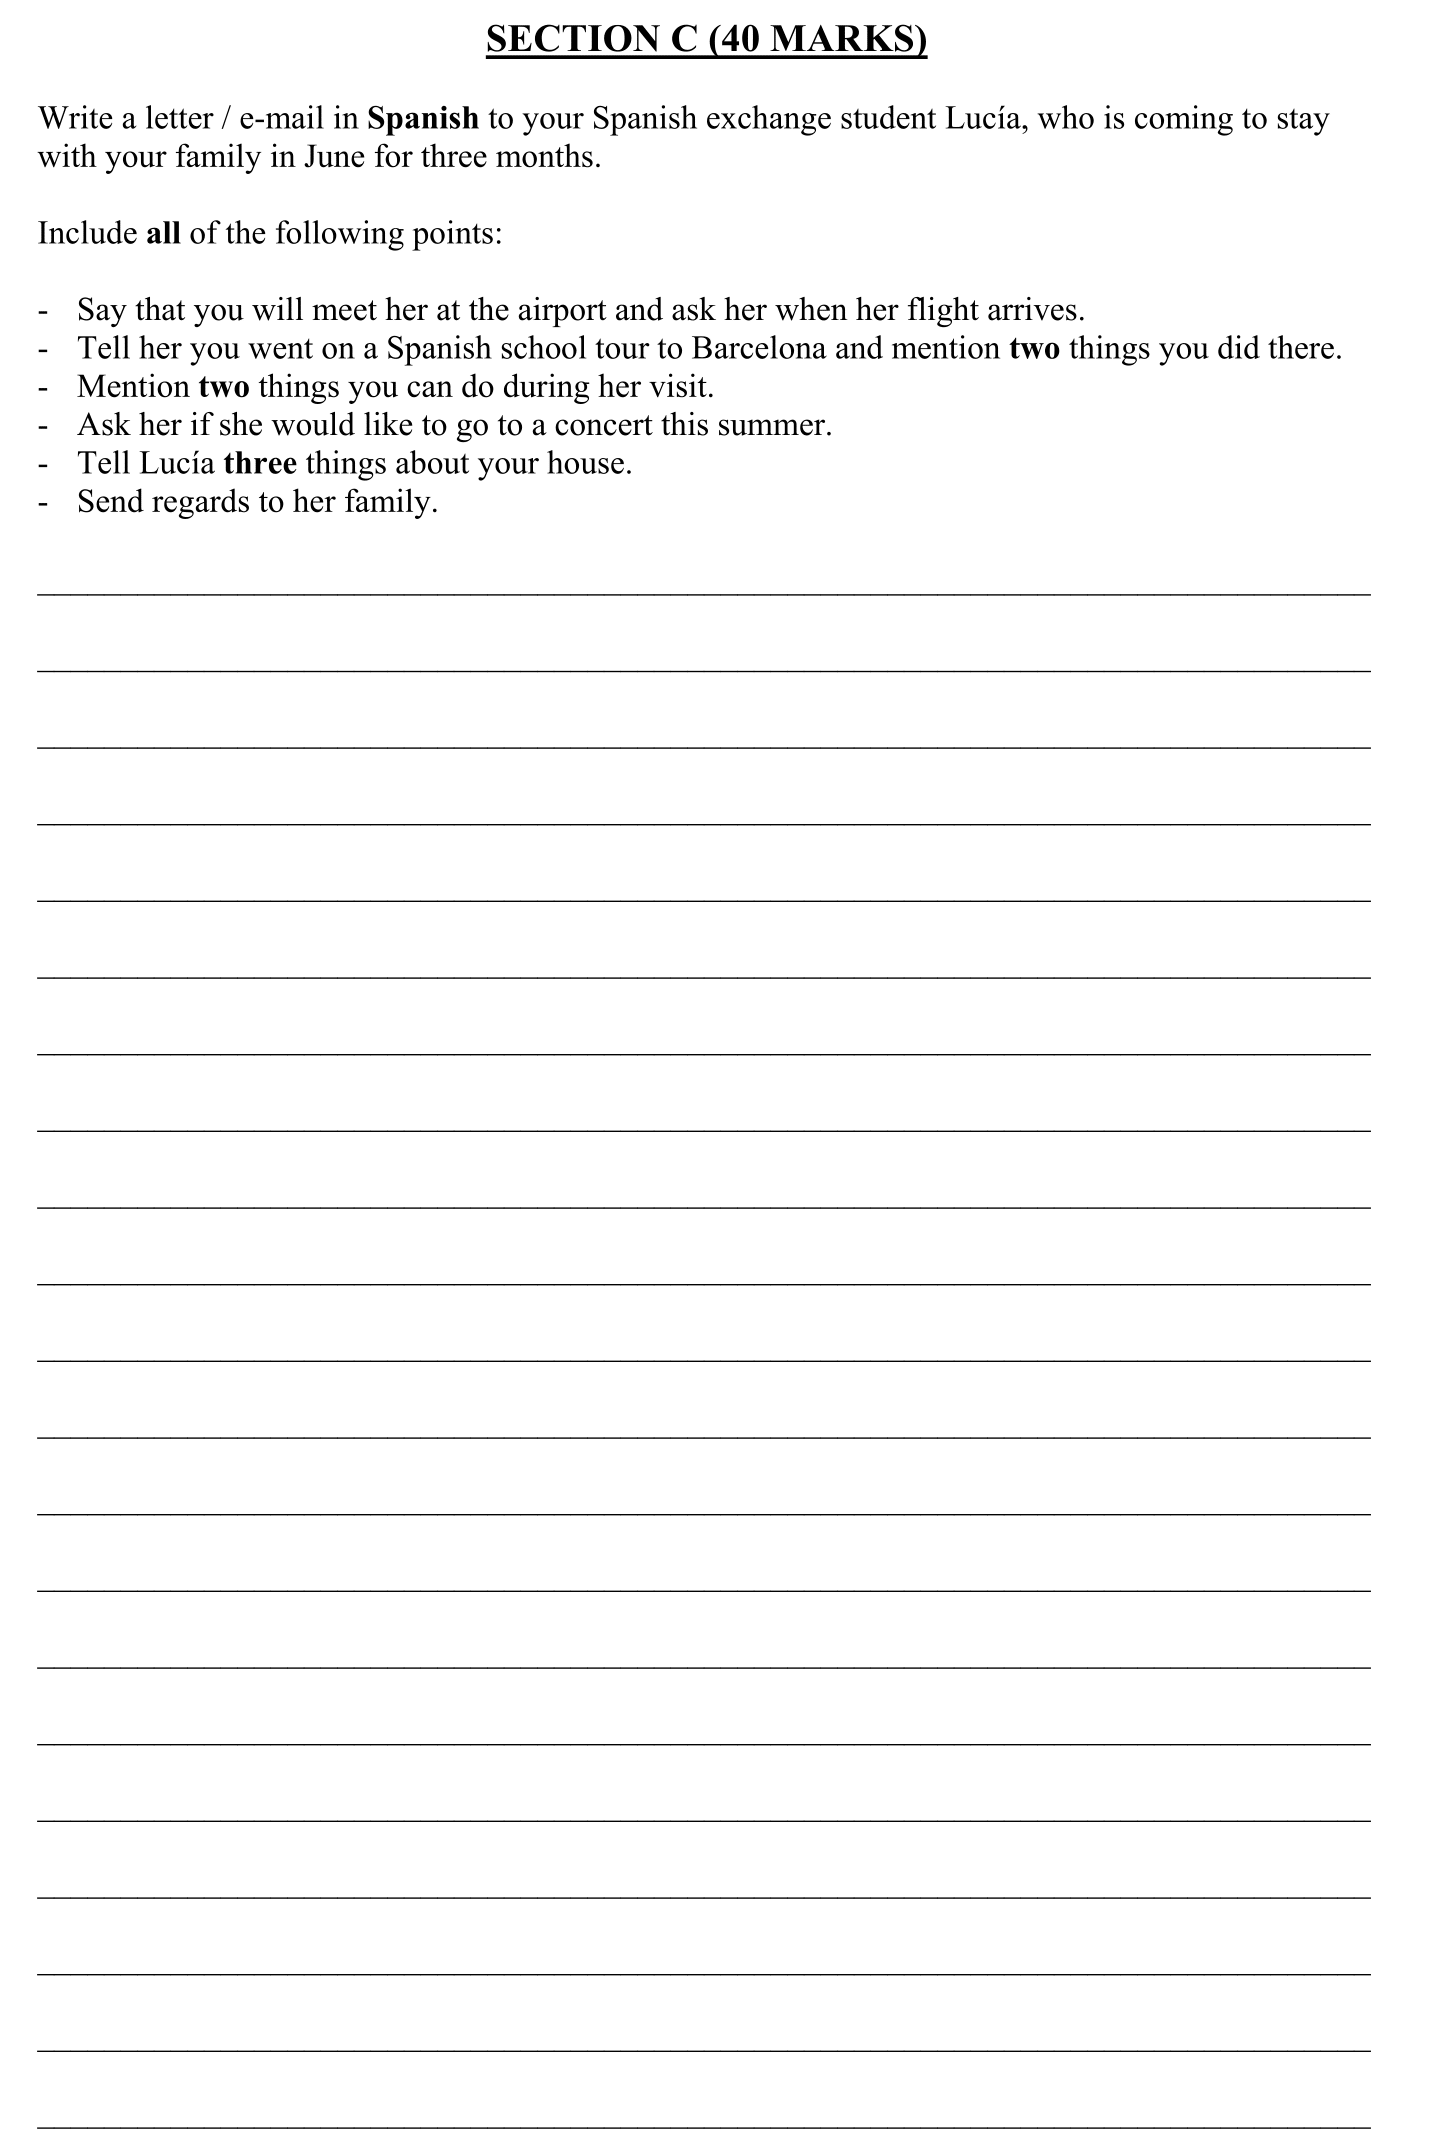 SECTION C (40 MARKS)
Write a letter / e-mail in Spanish to your Spanish exchange student Lucía, who is coming to stay
with your family in June for three months.
Include all of the following points:
- Say that you will meet her at the airport and ask her when her flight arrives.
- Tell her you went on a Spanish school tour to Barcelona and mention two things you did there.
- Mention two things you can do during her visit.
- Ask her if she would like to go to a concert this summer.
- Tell Lucía three things about your house.
- Send regards to her family.